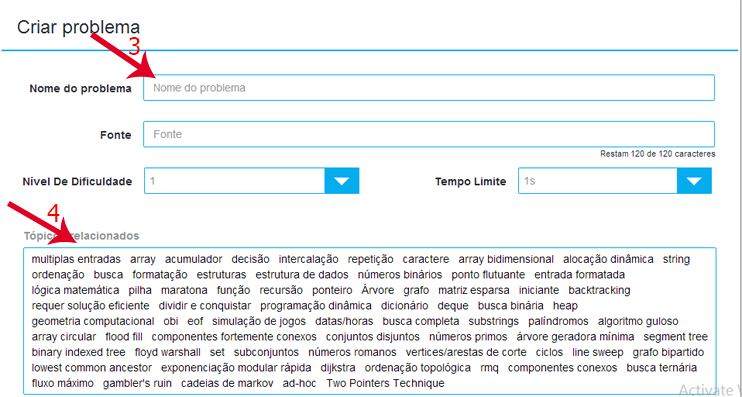 Criar problema
3
Nome do problema Nome do problema
Fonte Fonte
Restam 120 de 120 caracteres
Nível De Dificuldade 1 Tempo Limite 1s
4
Tópicos relacionados
multiplas entradas array acumulador decisão intercalação repetição caractere array bidimensional alocação dinâmica string
ordenação busca formatação estruturas estrutura de dados números binários ponto flutuante entrada formatada
lógica matemática pilha maratona função recursão ponteiro Árvore grafo matriz esparsa iniciante backtracking
requer solução eficiente dividir e conquistar programação dinâmica dicionário deque busca binária heap
geometria computacional obi eof simulação de jogos datas/horas busca completa substrings palíndromos algoritmo guloso
array circular flood fill componentes fortemente conexos conjuntos disjuntos números primos árvore geradora mínima segment tree
binary indexed tree floyd warshall set subconjuntos números romanos vertices/arestas de corte ciclos line sweep grafo bipartido
lowest common ancestor exponenciação modular rápida dijkstra ordenação topológica rmq componentes conexos busca ternária
fluxo máximo gambler's ruin cadeias de markov ad-hoc Two Pointers Technique
Activate